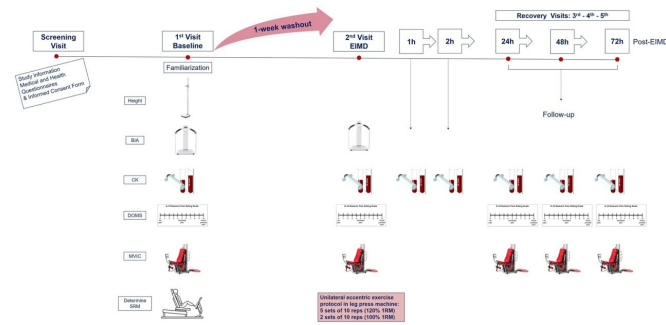 Recovery Visits: 3rd - 4th - 5th
Screening
Visit
1st Visit
Baseline
1-week washout
2nd Visit
EIMD
1h
2h
24h
48h
72h
Post-EIMD
Study Information
Medical and Health
Questionnaires
& Informed Consent Form
Familiarization
Follow-up
Height
BIA
CK
DOMS
MVIC
Determine
5RM
Unilateral eccentric exercise
protocol in leg press machine:
5 sets of 10 reps (120% 1RM)
2 sets of 10 reps (100% 1RM)